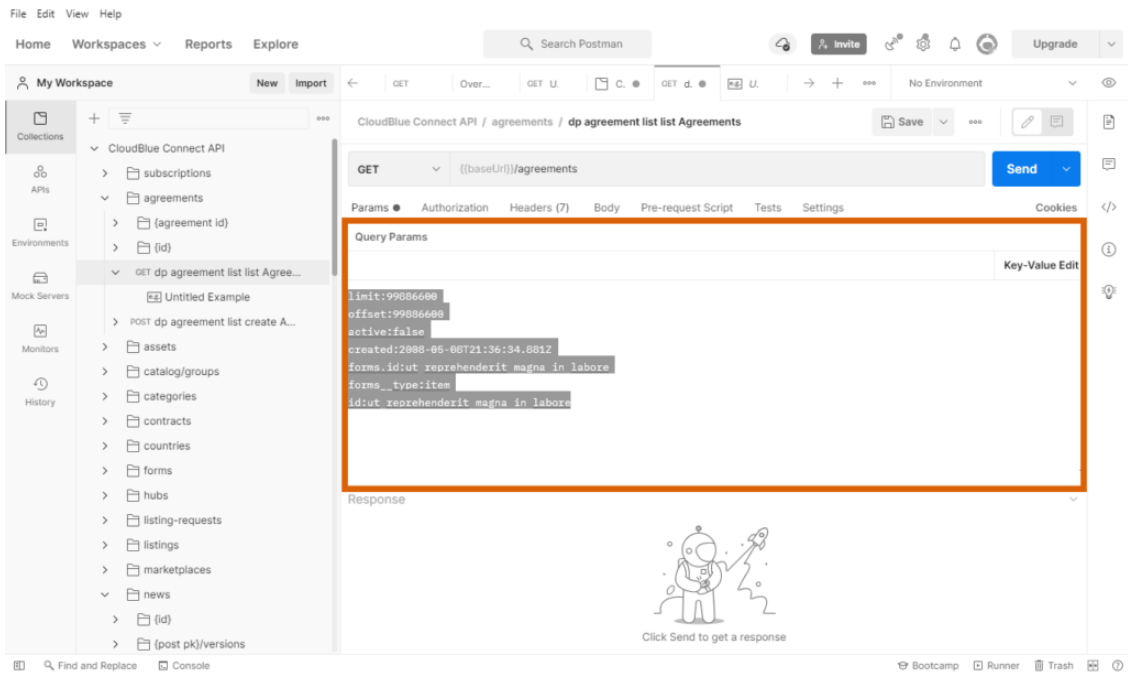 File Edit View Help
Home Workspaces Reports Explore
Search Postman
Invite
Upgrade
My Workspace
New Import
GET
Over...
GET U.
C.
GET d.
e.g. U.
No Environment
Collections
APIs
Environments
Mock Servers
Monitors
History
CloudBlue Connect API
subscriptions
agreements
{agreement id}
{id}
GET dp agreement list list Agree...
e.g. Untitled Example
POST dp agreement list create A...
assets
catalog/groups
categories
contracts
countries
forms
hubs
listing-requests
listings
marketplaces
news
{id}
{post pk}/versions
CloudBlue Connect API / agreements / dp agreement list list Agreements
Save
GET {{baseUrl}}/agreements
Send
Params Authorization Headers (7) Body Pre-request Script Tests Settings
Cookies
Query Params
Key-Value Edit
limit:99886600
offset:99886600
active:false
created:2008-05-08T21:36:34.881Z
forms.id:ut reprehenderit magna in labore
forms__type:item
id:ut reprehenderit magna in labore
Response
Click Send to get a response
Find and Replace Console
Bootcamp Runner Trash